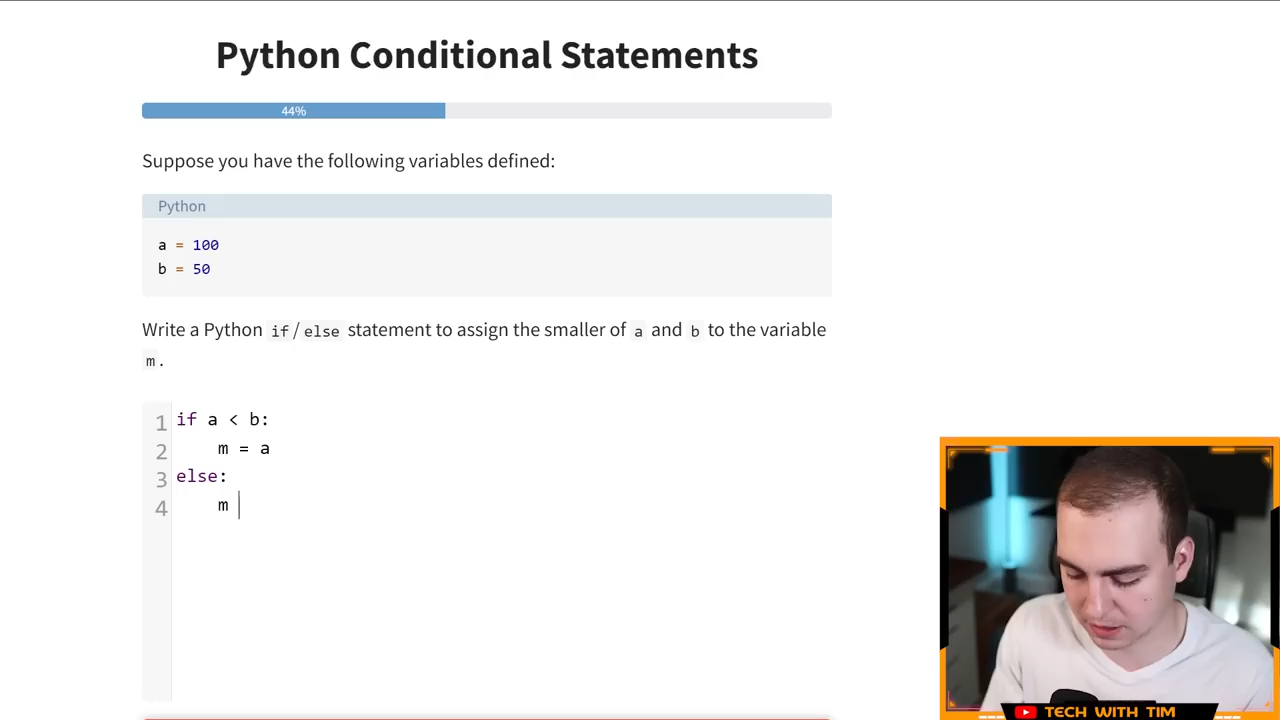 Python Conditional Statements
44%
Suppose you have the following variables defined:
Python
a = 100
b = 50
Write a Python if/else statement to assign the smaller of a and b to the variable
m.
1 if a < b:
2     m = a
3 else:
4     m
TECH WITH TIM